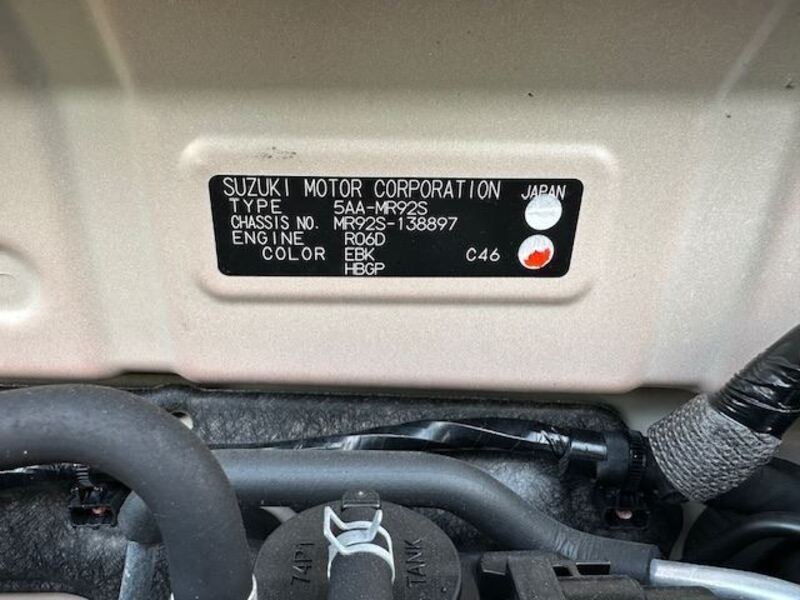 SUZUKI MOTOR CORPORATION JAPAN
TYPE 5AA-MR92S
CHASSIS NO. MR92S-138897
ENGINE R06D
COLOR EBK C46
HBGP
74P1 TANK